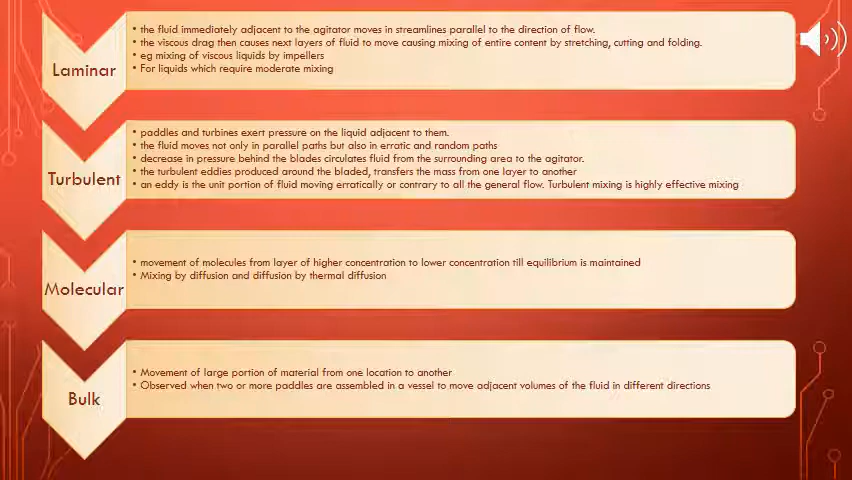 Laminar
• the fluid immediately adjacent to the agitator moves in streamlines parallel to the direction of flow.
• the viscous drag then causes next layers of fluid to move causing mixing of entire content by stretching, cutting and folding.
• eg mixing of viscous liquids by impellers
• For liquids which require moderate mixing
Turbulent
• paddles and turbines exert pressure on the liquid adjacent to them.
• the fluid moves not only in parallel paths but also in erratic and random paths
• decrease in pressure behind the blades circulates fluid from the surrounding area to the agitator.
• the turbulent eddies produced around the bladed, transfers the mass from one layer to another
• an eddy is the unit portion of fluid moving erratically or contrary to all the general flow. Turbulent mixing is highly effective mixing
Molecular
• movement of molecules from layer of higher concentration to lower concentration till equilibrium is maintained
• Mixing by diffusion and diffusion by thermal diffusion
Bulk
• Movement of large portion of material from one location to another
• Observed when two or more paddles are assembled in a vessel to move adjacent volumes of the fluid in different directions